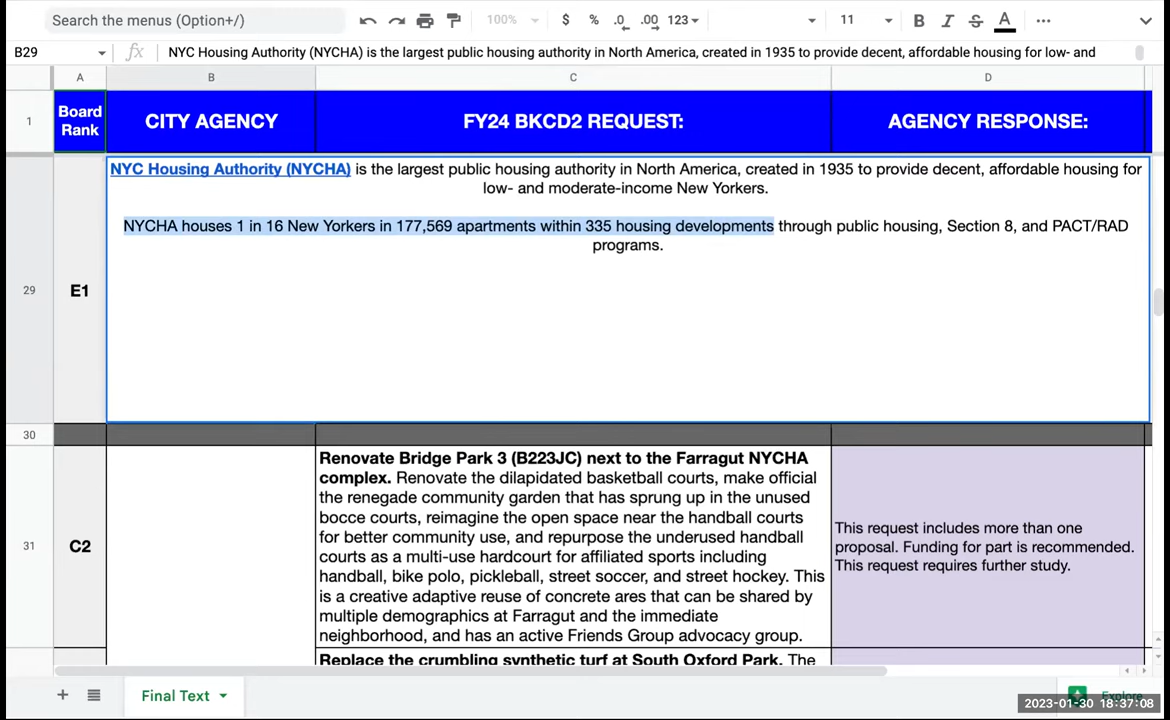 Search the menus (Option+/)
100%
$ % .0 .00 123
11 B I S A
B29
fx NYC Housing Authority (NYCHA) is the largest public housing authority in North America, created in 1935 to provide decent, affordable housing for low- and
A B C D
1 Board Rank CITY AGENCY FY24 BKCD2 REQUEST: AGENCY RESPONSE:
29 E1
NYC Housing Authority (NYCHA) is the largest public housing authority in North America, created in 1935 to provide decent, affordable housing for
low- and moderate-income New Yorkers.
NYCHA houses 1 in 16 New Yorkers in 177,569 apartments within 335 housing developments through public housing, Section 8, and PACT/RAD
programs.
30
31 C2
Renovate Bridge Park 3 (B223JC) next to the Farragut NYCHA
complex. Renovate the dilapidated basketball courts, make official
the renegade community garden that has sprung up in the unused
bocce courts, reimagine the open space near the handball courts
for better community use, and repurpose the underused handball
courts as a multi-use hardcourt for affiliated sports including
handball, bike polo, pickleball, street soccer, and street hockey. This
is a creative adaptive reuse of concrete ares that can be shared by
multiple demographics at Farragut and the immediate
neighborhood, and has an active Friends Group advocacy group.
This request includes more than one
proposal. Funding for part is recommended.
This request requires further study.
Replace the crumbling synthetic turf at South Oxford Park. The
Final Text
Explore
2023-01-30 18:37:08